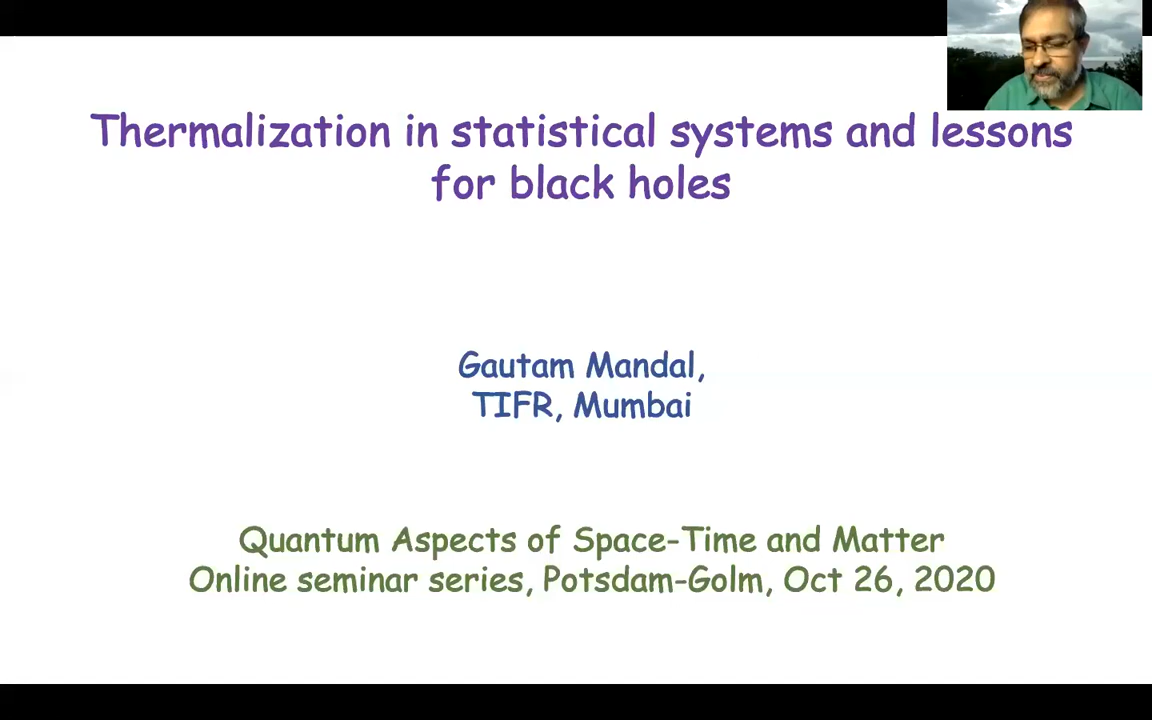 Thermalization in statistical systems and lessons
for black holes
Gautam Mandal,
TIFR, Mumbai
Quantum Aspects of Space-Time and Matter
Online seminar series, Potsdam-Golm, Oct 26, 2020